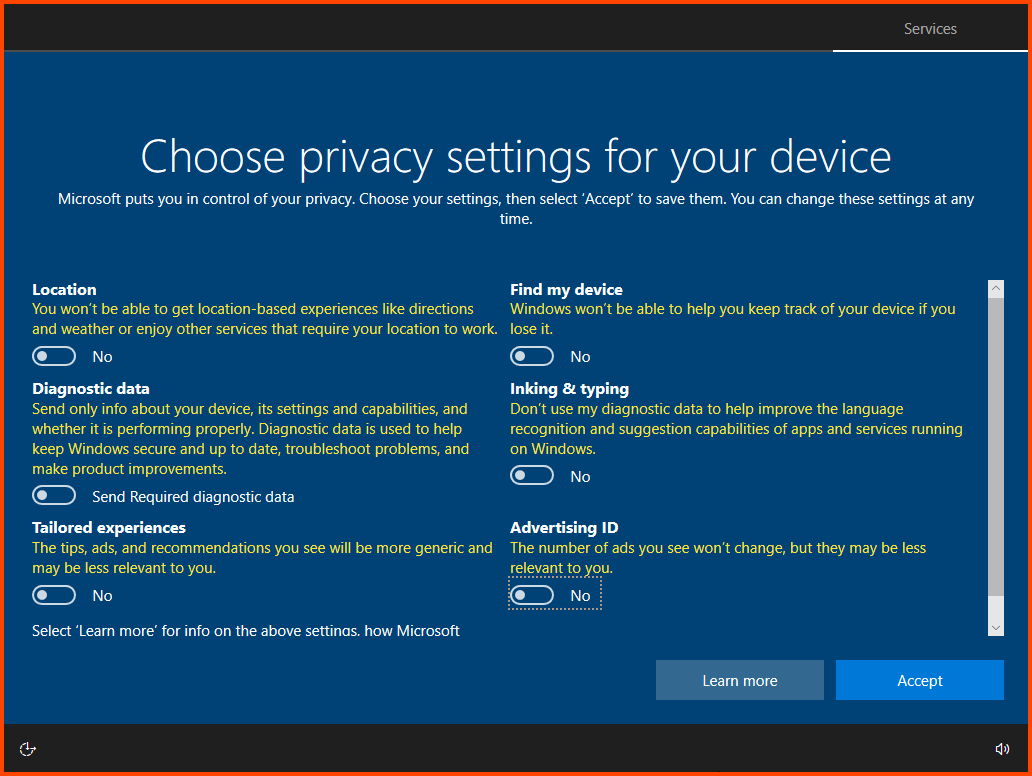 Services
Choose privacy settings for your device
Microsoft puts you in control of your privacy. Choose your settings, then select ‘Accept’ to save them. You can change these settings at any
time.
Location
You won’t be able to get location-based experiences like directions
and weather or enjoy other services that require your location to work.
No
Find my device
Windows won’t be able to help you keep track of your device if you
lose it.
No
Diagnostic data
Send only info about your device, its settings and capabilities, and
whether it is performing properly. Diagnostic data is used to help
keep Windows secure and up to date, troubleshoot problems, and
make product improvements.
Send Required diagnostic data
Inking & typing
Don’t use my diagnostic data to help improve the language
recognition and suggestion capabilities of apps and services running
on Windows.
No
Tailored experiences
The tips, ads, and recommendations you see will be more generic and
may be less relevant to you.
No
Advertising ID
The number of ads you see won’t change, but they may be less
relevant to you.
No
Select ‘Learn more’ for info on the above settings, how Microsoft
Learn more
Accept